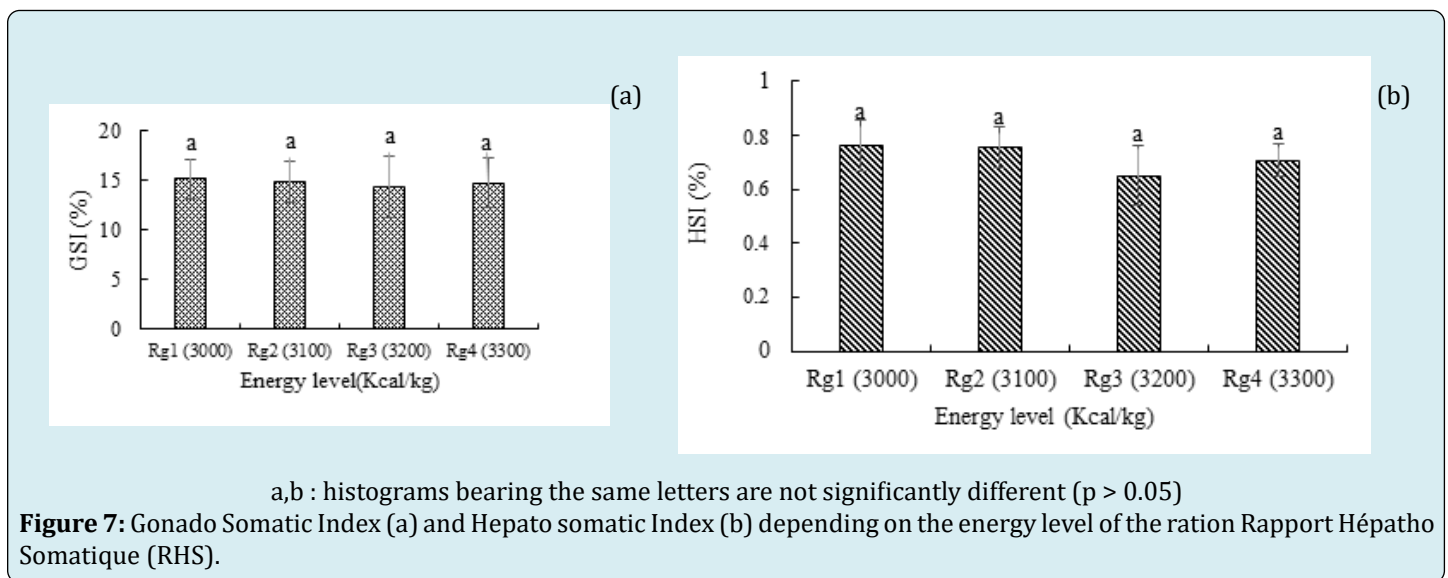 (a)
20
15
10
5
0
GSI (%)
a a a a
Rg1 (3000) Rg2 (3100) Rg3 (3200) Rg4 (3300)
Energy level(Kcal/kg)
(b)
1
0.8
0.6
0.4
0.2
0
HSI (%)
a a a a
Rg1 (3000) Rg2 (3100) Rg3 (3200) Rg4 (3300)
Energy level (Kcal/kg)
a,b : histograms bearing the same letters are not significantly different (p > 0.05)
Figure 7: Gonado Somatic Index (a) and Hepato somatic Index (b) depending on the energy level of the ration Rapport Hépatho
Somatique (RHS).